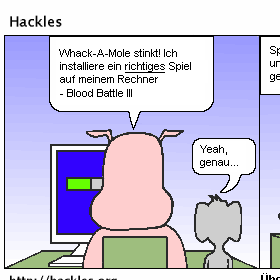 Hackles
Whack-A-Mole stinkt! Ich
installiere ein richtiges Spiel
auf meinem Rechner
- Blood Battle III
Yeah,
genau...
http://hackles.org